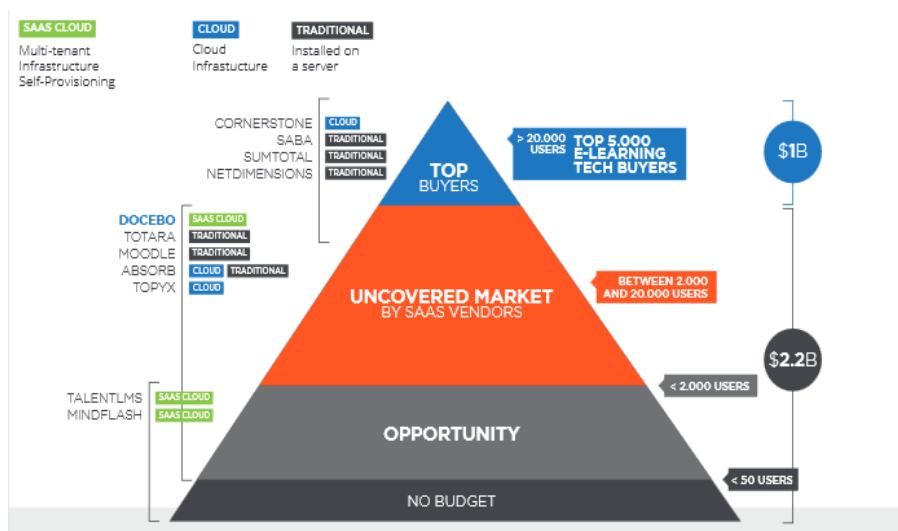 SAAS CLOUD
Multi-tenant
Infrastructure
Self-Provisioning
CLOUD
Cloud
Infrastucture
TRADITIONAL
Installed on
a server
CORNERSTONE CLOUD
SABA TRADITIONAL
SUMTOTAL TRADITIONAL
NETDIMENSIONS TRADITIONAL
TOP
BUYERS
> 20.000
USERS
TOP 5.000
E-LEARNING
TECH BUYERS
$1B
DOCEBO SAAS CLOUD
TOTARA TRADITIONAL
MOODLE TRADITIONAL
ABSORB CLOUD TRADITIONAL
TOPYX CLOUD
UNCOVERED MARKET
BY SAAS VENDORS
BETWEEN 2.000
AND 20.000 USERS
$2.2B
TALENTLMS SAAS CLOUD
MINDFLASH SAAS CLOUD
< 2.000 USERS
OPPORTUNITY
< 50 USERS
NO BUDGET